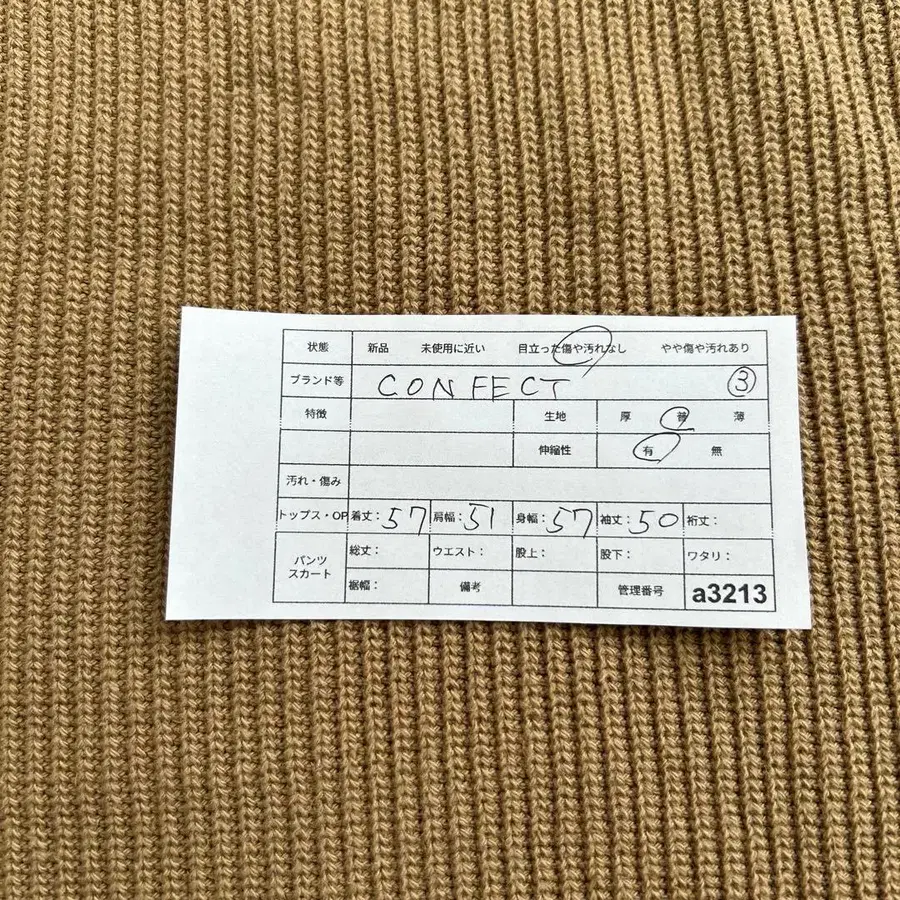 状態 新品 未使用に近い 目立った傷や汚れなし やや傷や汚れあり
ブランド等 CONFECT ③
特徴 生地 厚 普 薄
伸縮性 有 無
汚れ・傷み
トップス・OP 着丈：57 肩幅：51 身幅：57 袖丈：50 裄丈：
パンツ スカート 総丈： ウエスト： 股上： 股下： ワタリ：
裾幅： 備考 管理番号 a3213